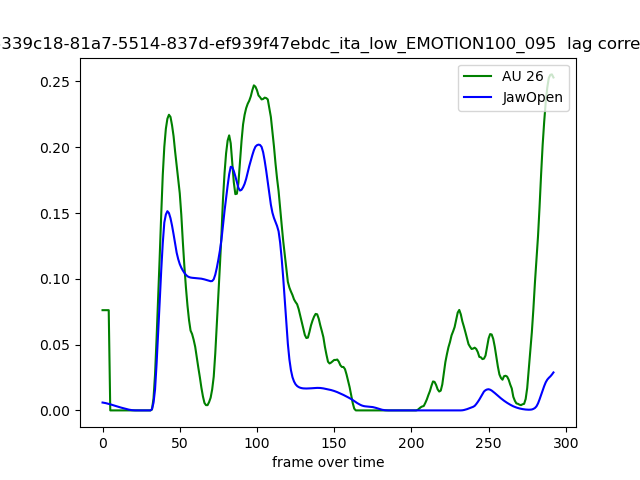 339c18-81a7-5514-837d-ef939f47ebdc_ita_low_EMOTION100_095 lag corre
AU 26
JawOpen
0.25
0.20
0.15
0.10
0.05
0.00
0 50 100 150 200 250 300
frame over time